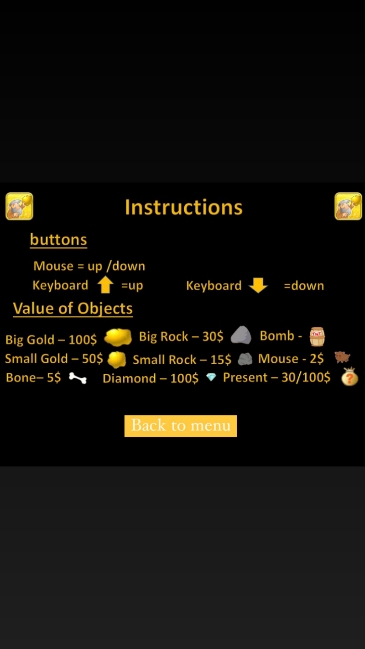 Instructions
buttons
Mouse = up /down
Keyboard =up Keyboard =down
Value of Objects
Big Gold – 100$ Big Rock – 30$ Bomb -
Small Gold – 50$ Small Rock – 15$ Mouse - 2$
Bone– 5$ Diamond – 100$ Present – 30/100$ ?
Back to menu